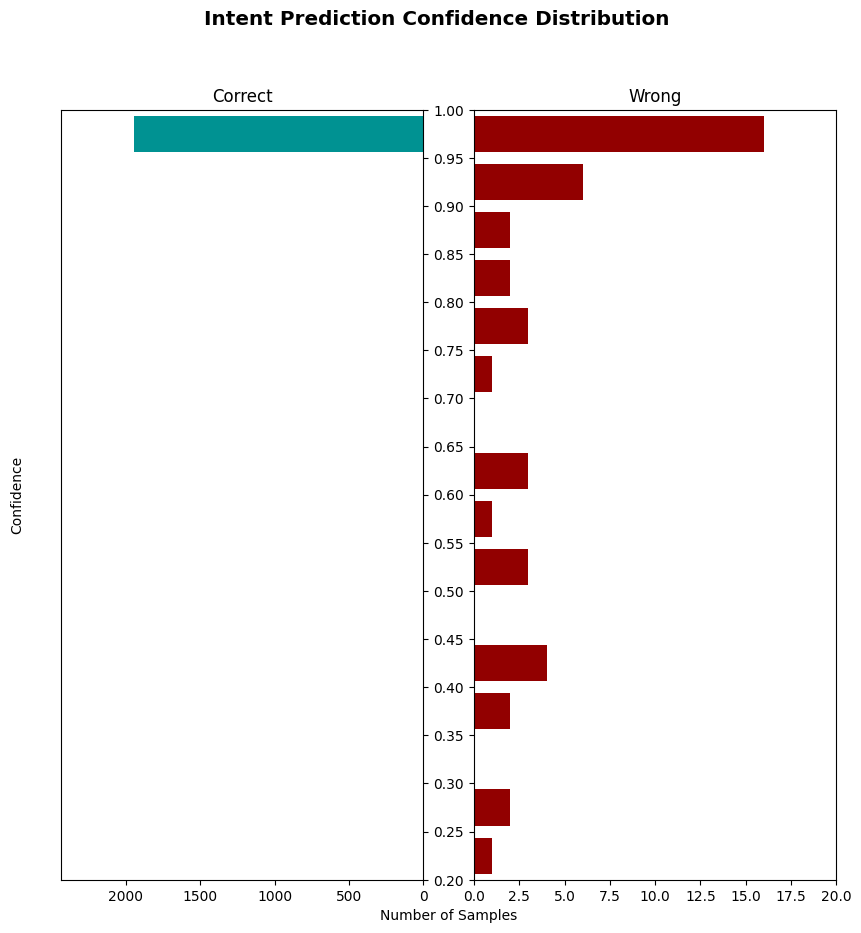 Intent Prediction Confidence Distribution
Correct
Wrong
1.00
0.95
0.90
0.85
0.80
0.75
0.70
0.65
0.60
0.55
0.50
0.45
0.40
0.35
0.30
0.25
0.20
Confidence
2000 1500 1000 500 0
0.0 2.5 5.0 7.5 10.0 12.5 15.0 17.5 20.0
Number of Samples